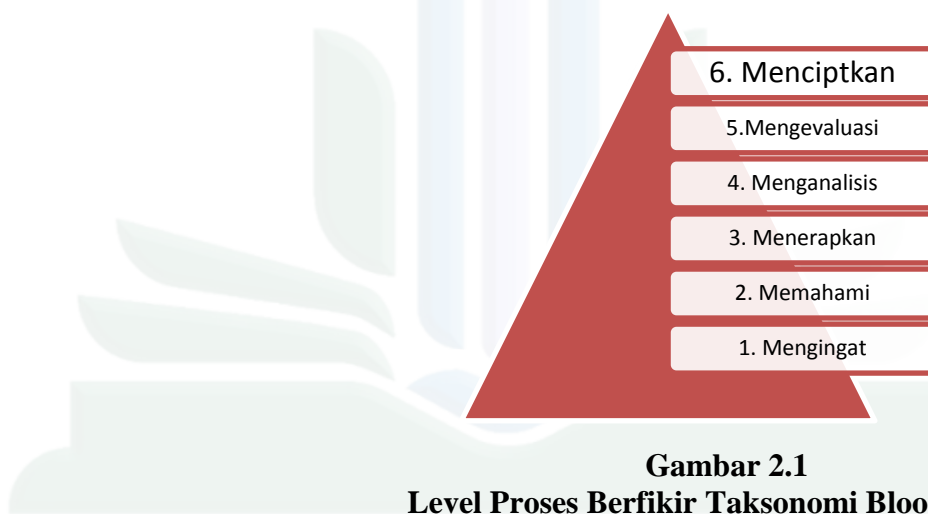 6. Menciptkan
5.Mengevaluasi
4. Menganalisis
3. Menerapkan
2. Memahami
1. Mengingat
Gambar 2.1
Level Proses Berfikir Taksonomi Bloo